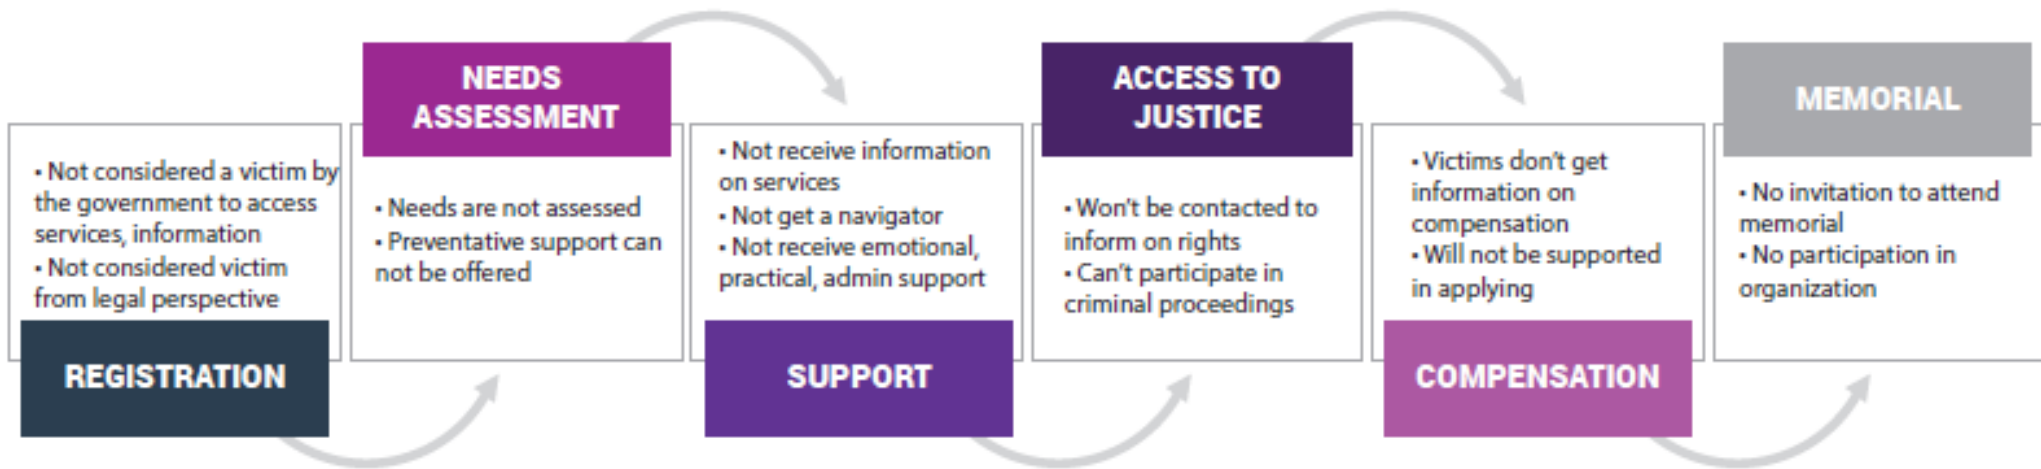 • Not considered a victim by
the government to access
services, information
• Not considered victim
from legal perspective
REGISTRATION
NEEDS
ASSESSMENT
• Needs are not assessed
• Preventative support can
not be offered
• Not receive information
on services
• Not get a navigator
• Not receive emotional,
practical, admin support
SUPPORT
ACCESS TO
JUSTICE
• Won't be contacted to
inform on rights
• Can't participate in
criminal proceedings
• Victims don't get
information on
compensation
• Will not be supported
in applying
COMPENSATION
MEMORIAL
• No invitation to attend
memorial
• No participation in
organization